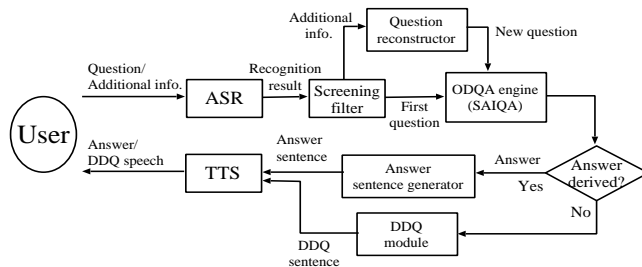 Additional
info.
Question
reconstructor
New question
Question/
Additional info.
ASR
Recognition
result
Screening
filter
First
question
ODQA engine
(SAIQA)
User
Answer/
DDQ speech
TTS
Answer
sentence
Answer
sentence generator
Answer
Yes
Answer
derived?
No
DDQ
module
DDQ
sentence